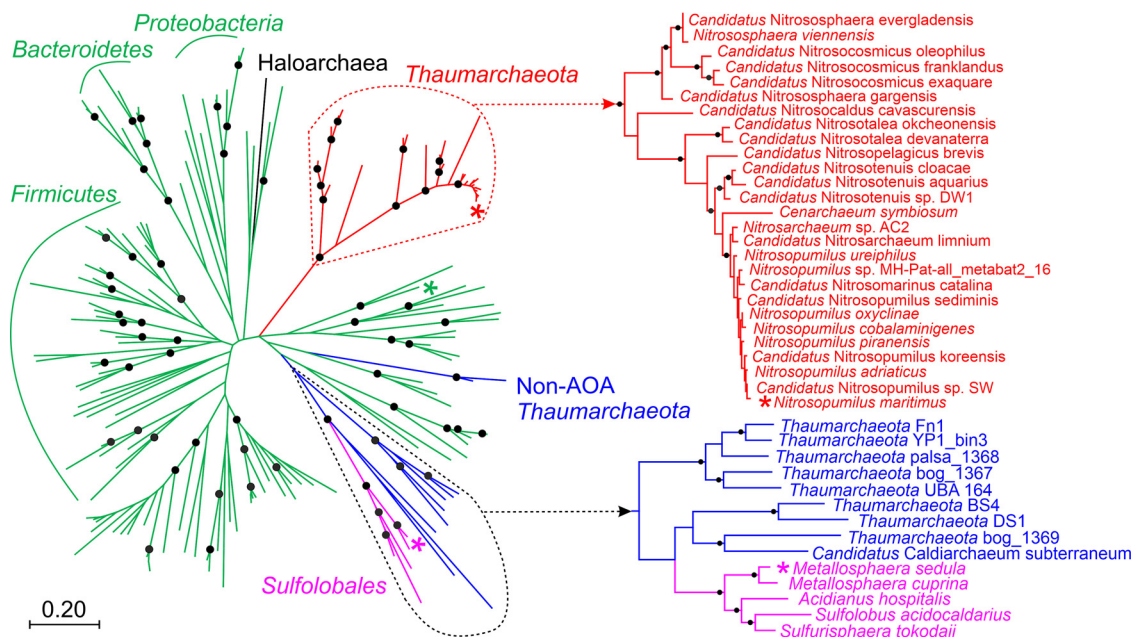 Proteobacteria
Bacteroidetes
Haloarchaea
Thaumarchaeota
Firmicutes
*
*
Non-AOA
Thaumarchaeota
*
Sulfolobales
0.20
Candidatus Nitrososphaera evergladensis
Nitrososphaera viennensis
Candidatus Nitrosocosmicus oleophilus
Candidatus Nitrosocosmicus franklandus
Candidatus Nitrosocosmicus exaquare
Candidatus Nitrososphaera gargensis
Candidatus Nitrosocaldus cavascurensis
Candidatus Nitrosotalea okcheonensis
Candidatus Nitrosotalea devanaterra
Candidatus Nitrosopelagicus brevis
Candidatus Nitrosotenuis cloacae
Candidatus Nitrosotenuis aquarius
Candidatus Nitrosotenuis sp. DW1
Cenarchaeum symbiosum
Nitrosarchaeum sp. AC2
Candidatus Nitrosarchaeum limnium
Nitrosopumilus ureiphilus
Nitrosopumilus sp. MH-Pat-all_metabat2_16
Candidatus Nitrosomarinus catalina
Candidatus Nitrosopumilus sediminis
Nitrosopumilus oxyclinae
Nitrosopumilus cobalaminigenes
Nitrosopumilus piranensis
Candidatus Nitrosopumilus koreensis
Nitrosopumilus adriaticus
Candidatus Nitrosopumilus sp. SW
*Nitrosopumilus maritimus
Thaumarchaeota Fn1
Thaumarchaeota YP1_bin3
Thaumarchaeota palsa_1368
Thaumarchaeota bog_1367
Thaumarchaeota UBA 164
Thaumarchaeota BS4
Thaumarchaeota DS1
Thaumarchaeota bog_1369
Candidatus Caldiarchaeum subterraneum
*Metallosphaera sedula
Metallosphaera cuprina
Acidianus hospitalis
Sulfolobus acidocaldarius
Sulfurisphaera tokodaii